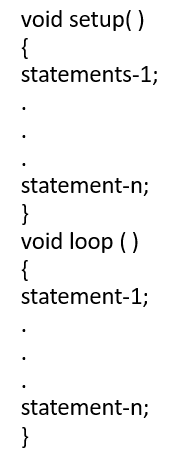 void setup( )
{
statements-1;
.
.
.
statement-n;
}
void loop ( )
{
statement-1;
.
.
.
statement-n;
}